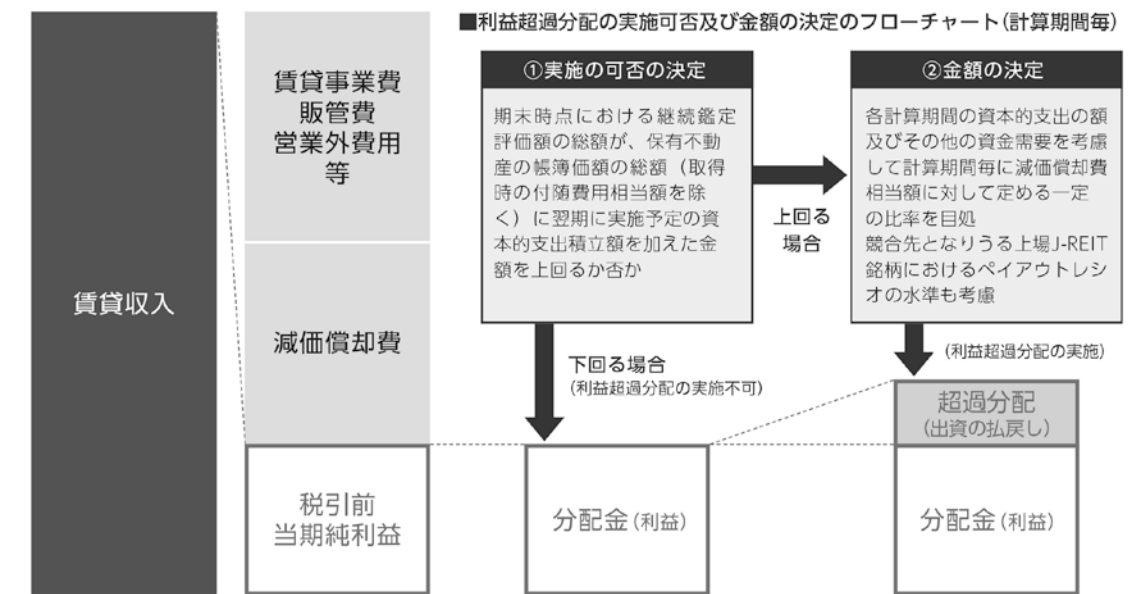 ■利益超過分配の実施可否及び金額の決定のフローチャート(計算期間毎)
賃貸収入
賃貸事業費
販管費
営業外費用
等
減価償却費
税引前
当期純利益
①実施の可否の決定
期末時点における継続鑑定
評価額の総額が、保有不動
産の帳簿価額の総額（取得
時の付随費用相当額を除
く）に翌期に実施予定の資
本的支出積立額を加えた金
額を上回るか否か
上回る
場合
②金額の決定
各計算期間の資本的支出の額
及びその他の資金需要を考慮
して計算期間毎に減価償却費
相当額に対して定める一定
の比率を目処
競合先となりうる上場J-REIT
銘柄におけるペイアウトレシ
オの水準も考慮
下回る場合
(利益超過分配の実施不可)
(利益超過分配の実施)
分配金(利益)
超過分配
(出資の払戻し)
分配金(利益)